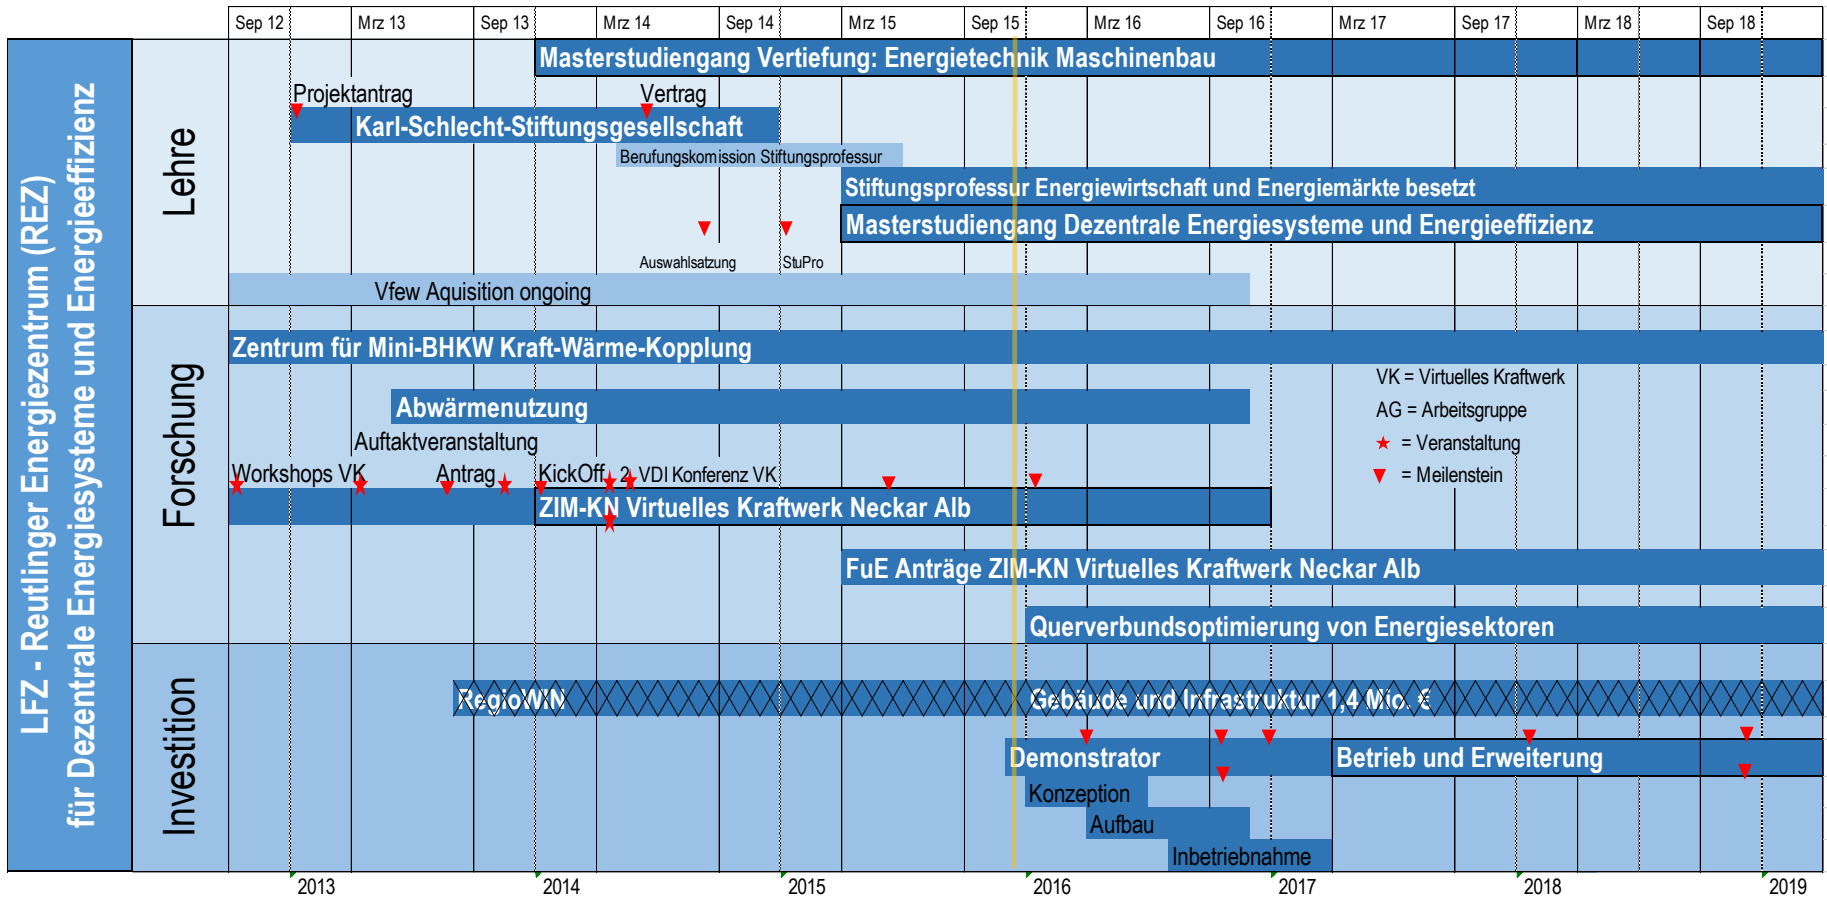 Sep 12 Mrz 13 Sep 13 Mrz 14 Sep 14 Mrz 15 Sep 15 Mrz 16 Sep 16 Mrz 17 Sep 17 Mrz 18 Sep 18
LFZ - Reutlinger Energiezentrum (REZ)
für Dezentrale Energiesysteme und Energieeffizienz
Lehre
Masterstudiengang Vertiefung: Energietechnik Maschinenbau
Projektantrag Vertrag
Karl-Schlecht-Stiftungsgesellschaft
Berufungskomission Stiftungsprofessur
Stiftungsprofessur Energiewirtschaft und Energiemärkte besetzt
Masterstudiengang Dezentrale Energiesysteme und Energieeffizienz
Auswahlsatzung StuPro
Vfew Aquisition ongoing
Forschung
Zentrum für Mini-BHKW Kraft-Wärme-Kopplung
VK = Virtuelles Kraftwerk
Abwärmenutzung
AG = Arbeitsgruppe
Auftaktveranstaltung
= Veranstaltung
Workshops VK Antrag KickOff 2. VDI Konferenz VK
= Meilenstein
ZIM-KN Virtuelles Kraftwerk Neckar Alb
FuE Anträge ZIM-KN Virtuelles Kraftwerk Neckar Alb
Querverbundsoptimierung von Energiesektoren
Investition
RegioWIN Gebäude und Infrastruktur 1,4 Mio. €
Demonstrator Betrieb und Erweiterung
Konzeption
Aufbau
Inbetriebnahme
2013 2014 2015 2016 2017 2018 2019